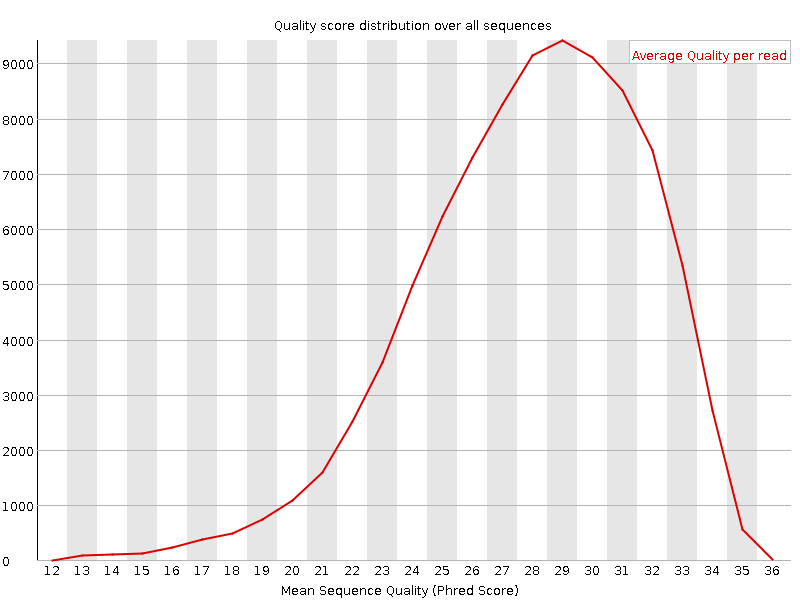 Quality score distribution over all sequences
Average Quality per read
9000
8000
7000
6000
5000
4000
3000
2000
1000
0
12 13 14 15 16 17 18 19 20 21 22 23 24 25 26 27 28 29 30 31 32 33 34 35 36
Mean Sequence Quality (Phred Score)